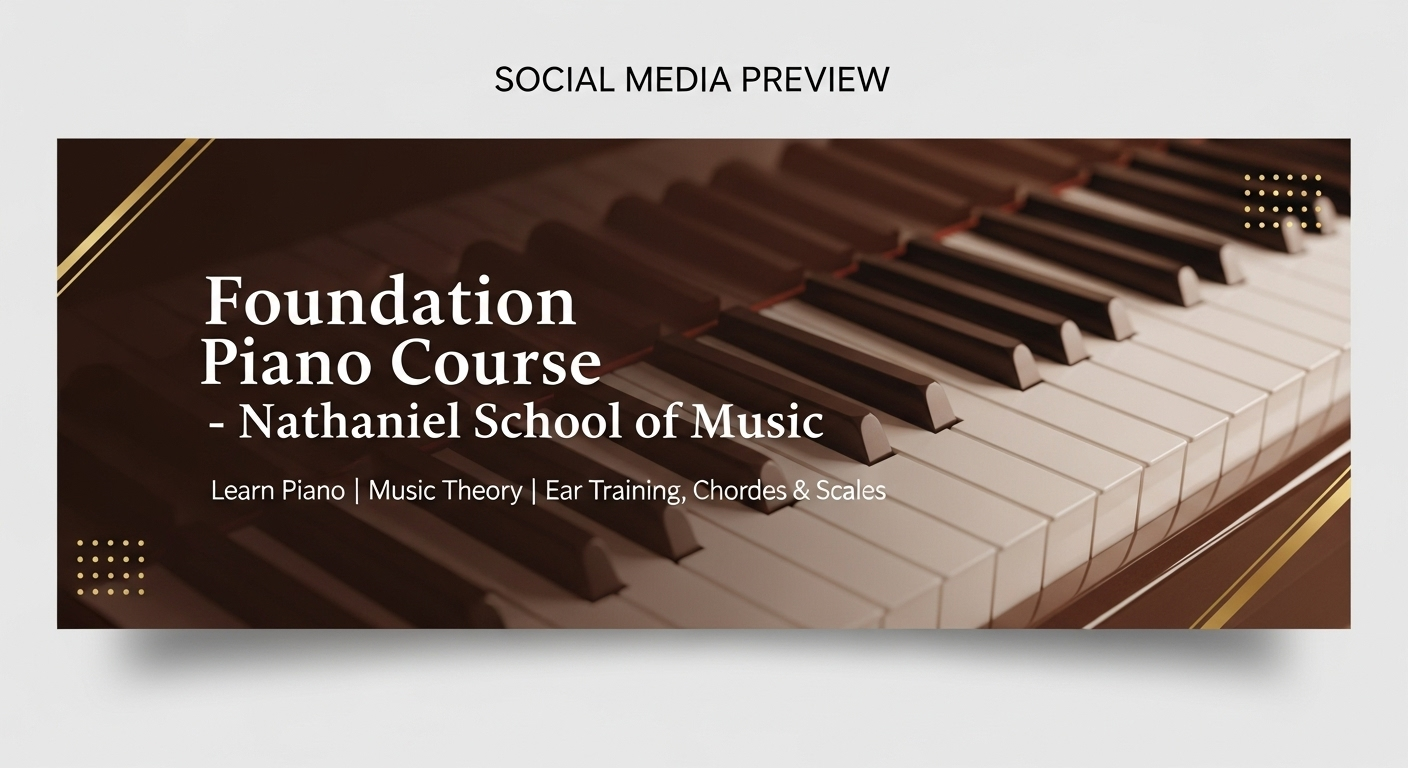 SOCIAL MEDIA PREVIEW
Foundation
Piano Course
- Nathaniel School of Music
Learn Piano | Music Theory | Ear Training, Chordes & Scales